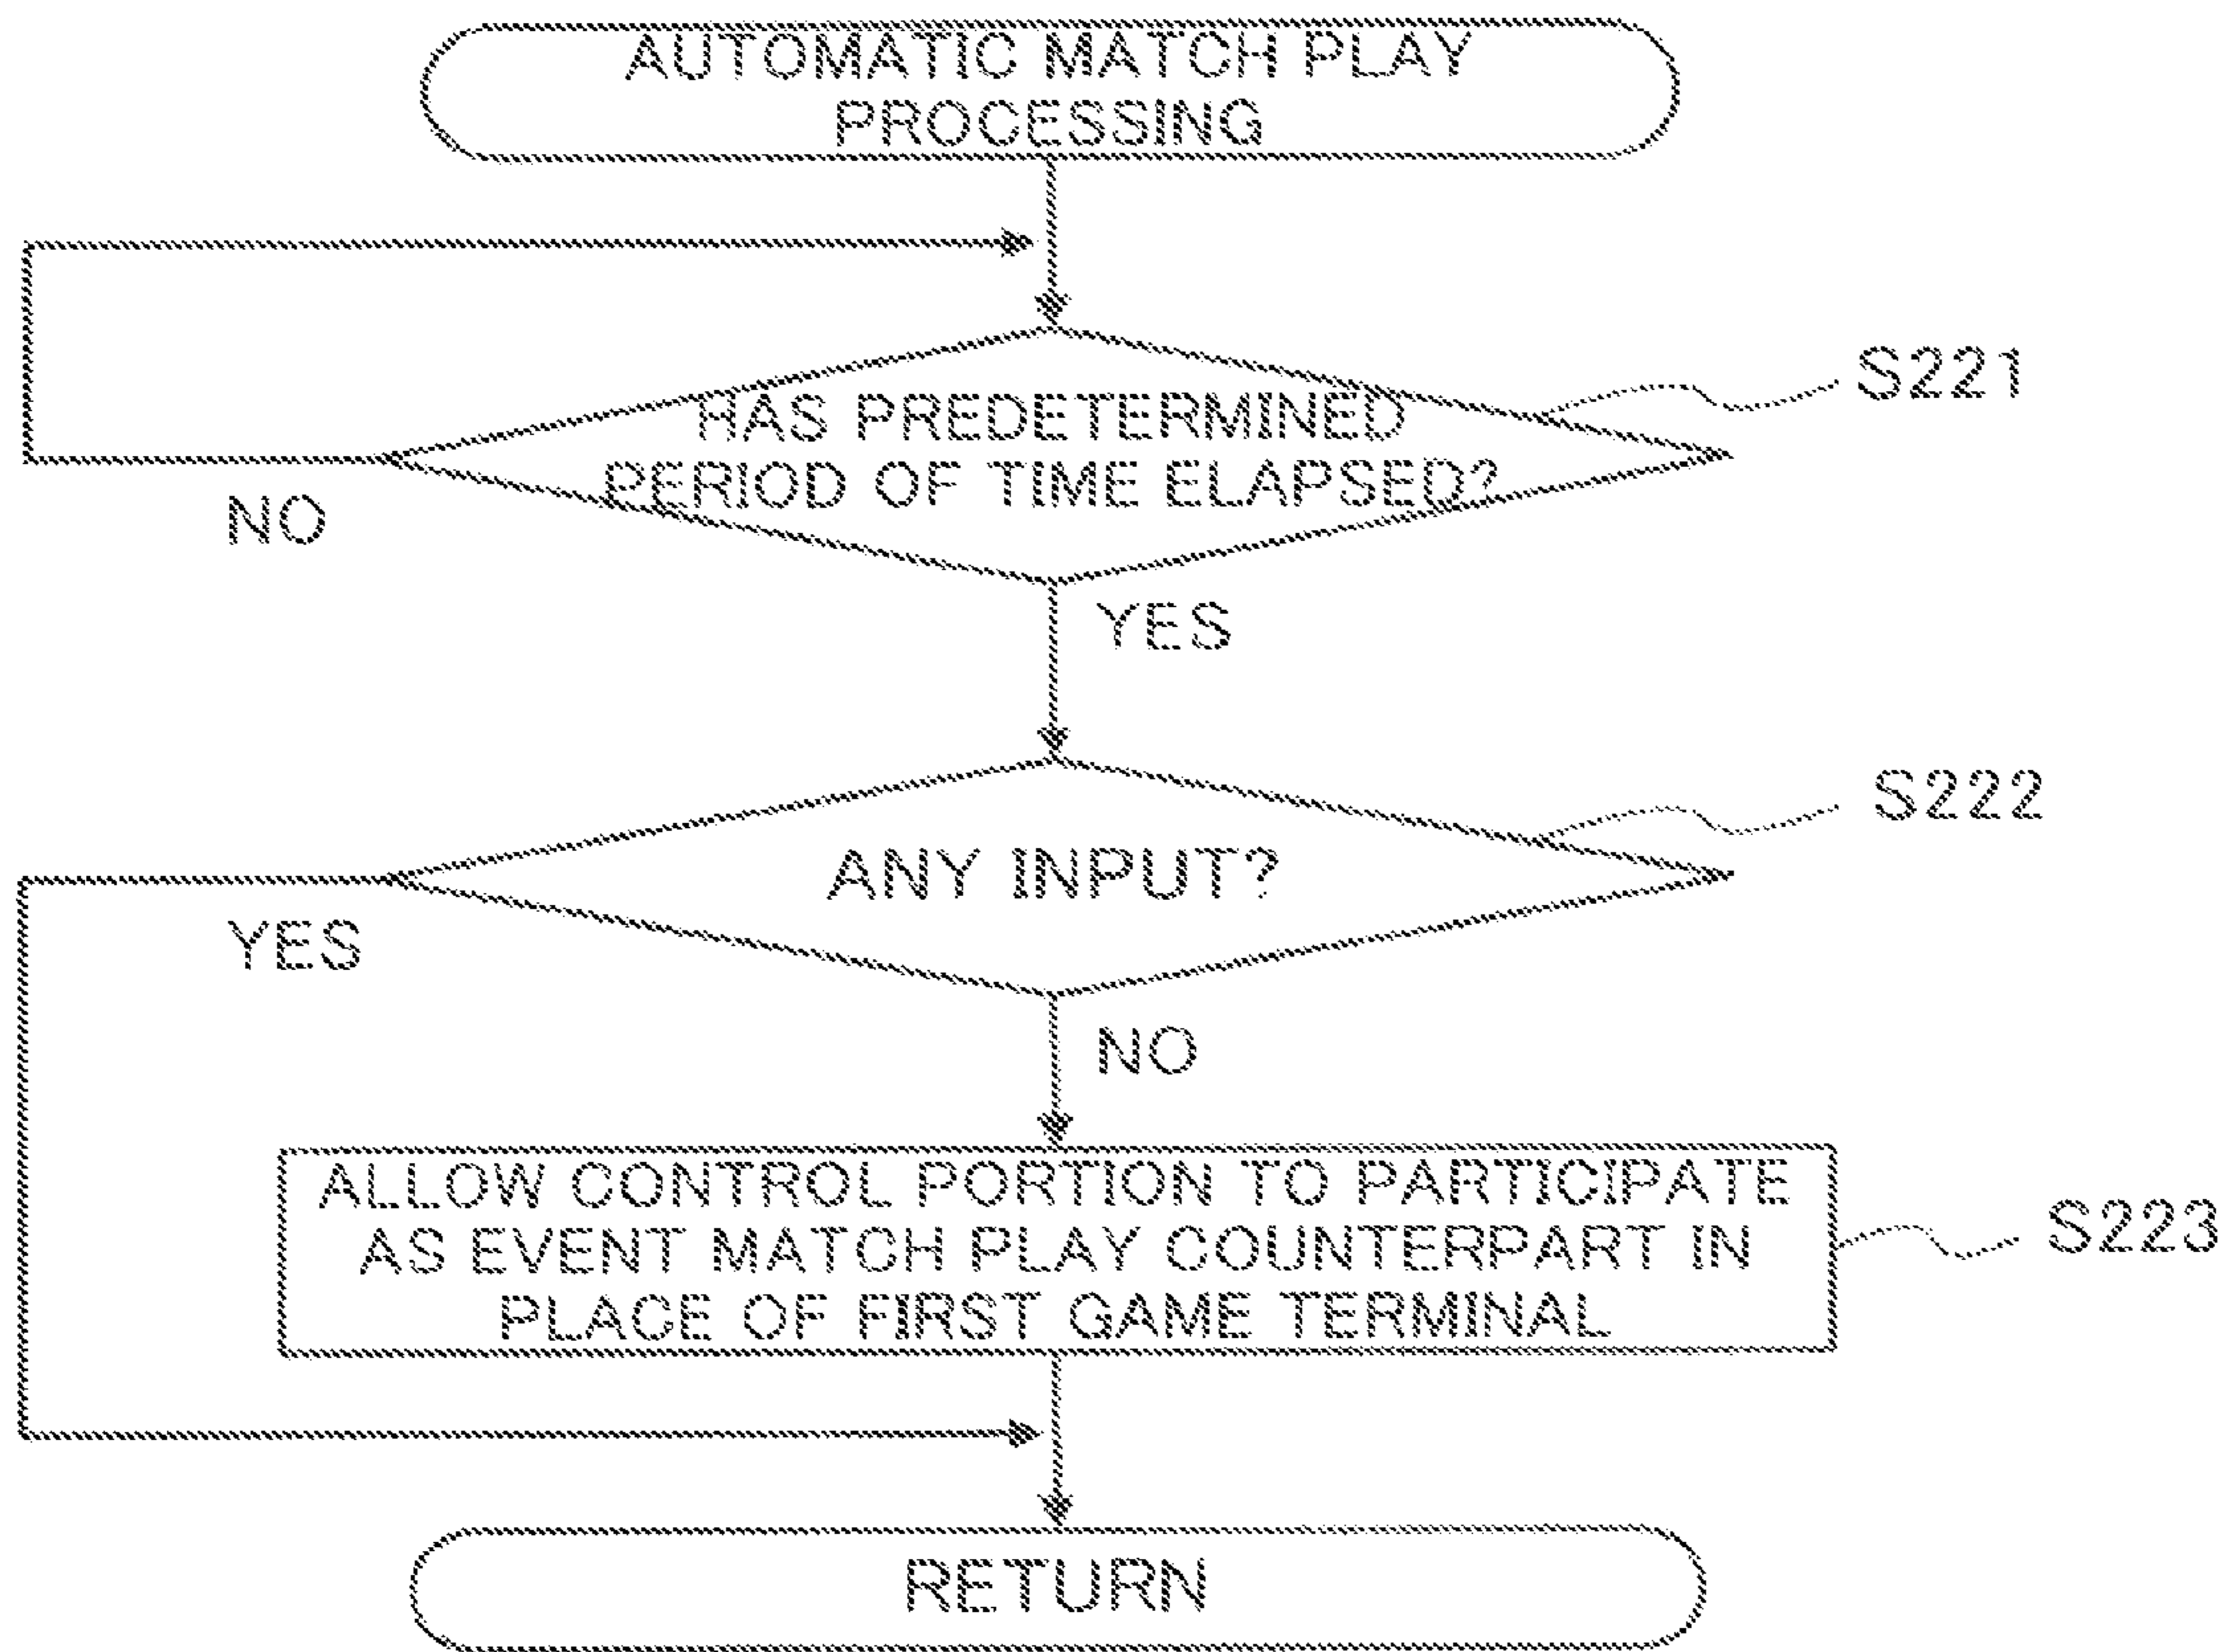 AUTOMATIC MATCH PLAY
PROCESSING
S221
HAS PREDETERMINED
PERIOD OF TIME ELAPSED?
NO
YES
S222
ANY INPUT?
YES
NO
ALLOW CONTROL PORTION TO PARTICIPATE
AS EVENT MATCH PLAY COUNTERPART IN
PLACE OF FIRST GAME TERMINAL
S223
RETURN